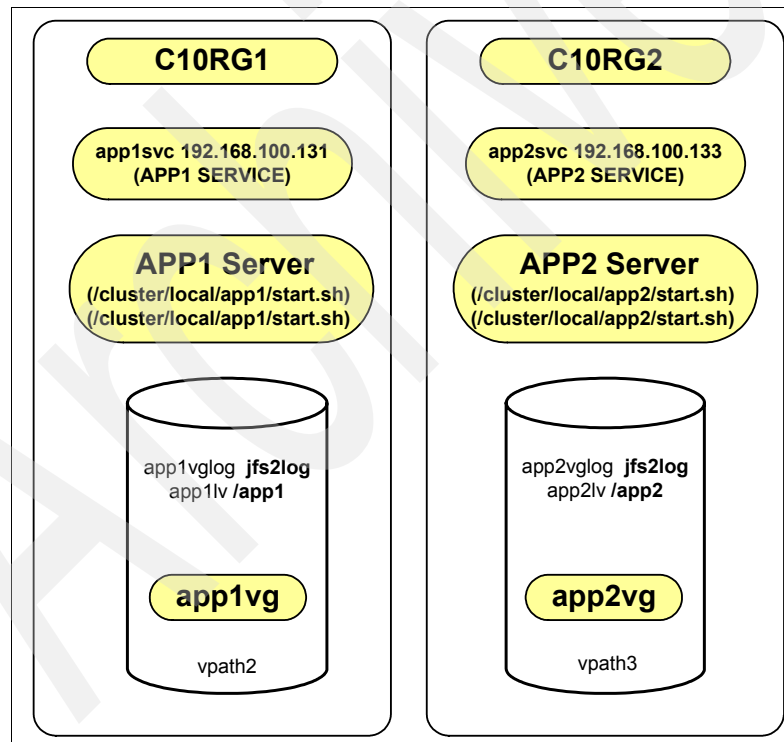 C10RG1
app1svc 192.168.100.131
(APP1 SERVICE)
APP1 Server
(/cluster/local/app1/start.sh)
(/cluster/local/app1/start.sh)
app1vglog jfs2log
app1lv /app1
app1vg
vpath2
C10RG2
app2svc 192.168.100.133
(APP2 SERVICE)
APP2 Server
(/cluster/local/app2/start.sh)
(/cluster/local/app2/start.sh)
app2vglog jfs2log
app2lv /app2
app2vg
vpath3